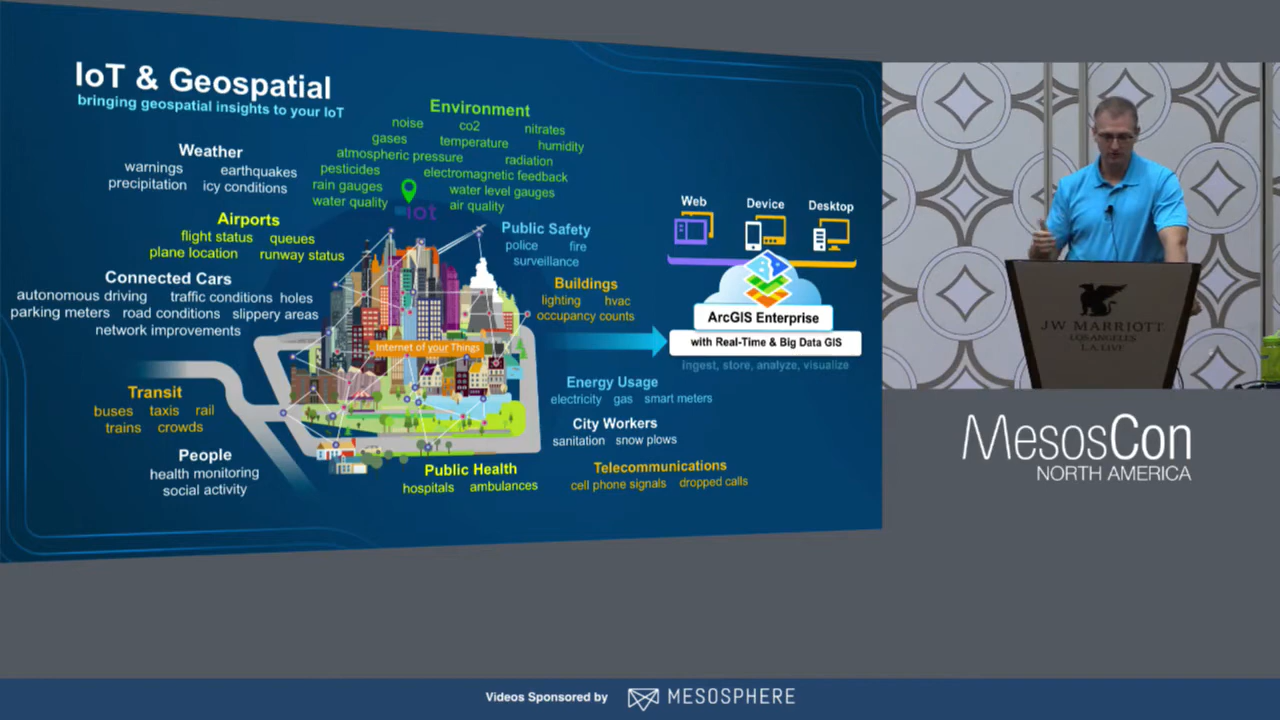 IoT & Geospatial
bringing geospatial insights to your IoT
Environment
noise co2 nitrates
gases temperature humidity
atmospheric pressure radiation
pesticides electromagnetic feedback
rain gauges water level gauges
water quality air quality
iot
Weather
warnings earthquakes
precipitation icy conditions
Airports
flight status queues
plane location runway status
Connected Cars
autonomous driving traffic conditions holes
parking meters road conditions slippery areas
network improvements
Transit
buses taxis rail
trains crowds
People
health monitoring
social activity
Internet of your Things
Public Safety
police fire
surveillance
Buildings
lighting hvac
occupancy counts
Energy Usage
electricity gas smart meters
City Workers
sanitation snow plows
Public Health
hospitals ambulances
Telecommunications
cell phone signals dropped calls
Web Device Desktop
ArcGIS Enterprise
with Real-Time & Big Data GIS
Ingest, store, analyze, visualize
JW MARRIOTT
LOS ANGELES
L.A. LIVE
MesosCon
NORTH AMERICA
Videos Sponsored by MESOSPHERE